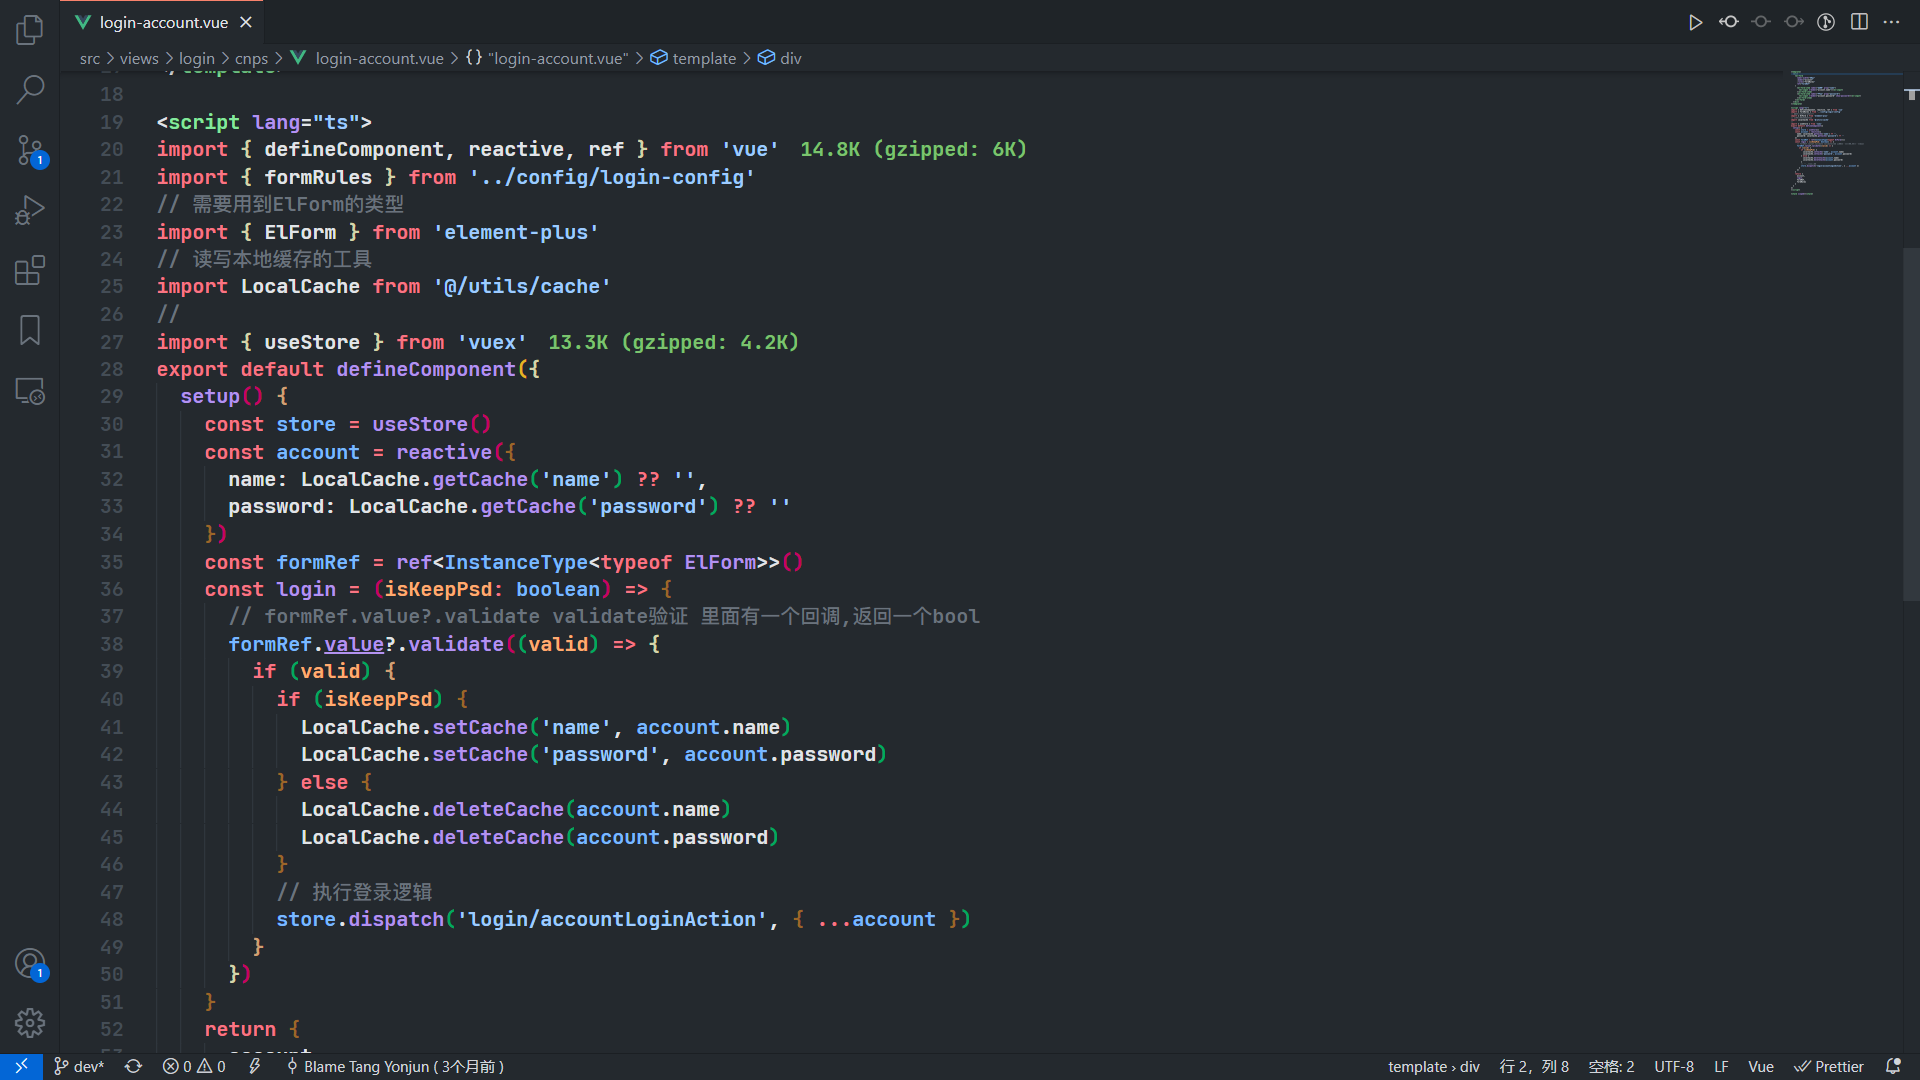 login-account.vue
src > views > login > cnps > login-account.vue > {} "login-account.vue" > template > div
18
19 <script lang="ts">
20 import { defineComponent, reactive, ref } from 'vue' 14.8K (gzipped: 6K)
21 import { formRules } from '../config/login-config'
22 // 需要用到ElForm的类型
23 import { ElForm } from 'element-plus'
24 // 读写本地缓存的工具
25 import LocalCache from '@/utils/cache'
26 //
27 import { useStore } from 'vuex' 13.3K (gzipped: 4.2K)
28 export default defineComponent({
29 setup() {
30 const store = useStore()
31 const account = reactive({
32 name: LocalCache.getCache('name') ?? '',
33 password: LocalCache.getCache('password') ?? ''
34 })
35 const formRef = ref<InstanceType<typeof ElForm>>()
36 const login = (isKeepPsd: boolean) => {
37 // formRef.value?.validate validate验证 里面有一个回调,返回一个bool
38 formRef.value?.validate((valid) => {
39 if (valid) {
40 if (isKeepPsd) {
41 LocalCache.setCache('name', account.name)
42 LocalCache.setCache('password', account.password)
43 } else {
44 LocalCache.deleteCache(account.name)
45 LocalCache.deleteCache(account.password)
46 }
47 // 执行登录逻辑
48 store.dispatch('login/accountLoginAction', { ...account })
49 }
50 })
51 }
52 return {
1
1
dev* 0 0 Blame Tang Yonjun ( 3个月前 ) template › div 行 2，列 8 空格: 2 UTF-8 LF Vue Prettier